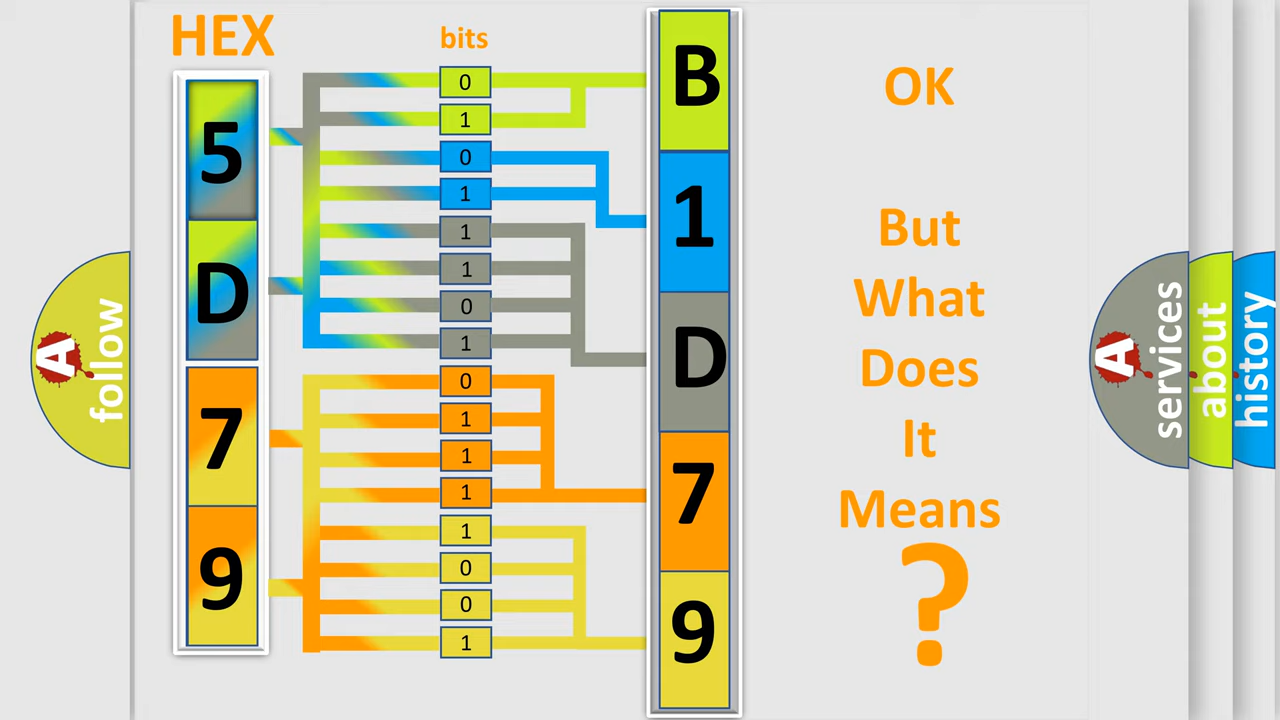 HEX
bits
5
D
7
9
0
1
0
1
1
1
0
1
0
1
1
1
1
0
0
1
B
1
D
7
9
OK
But
What
Does
It
Means
?
A
follow
A
services
about
history